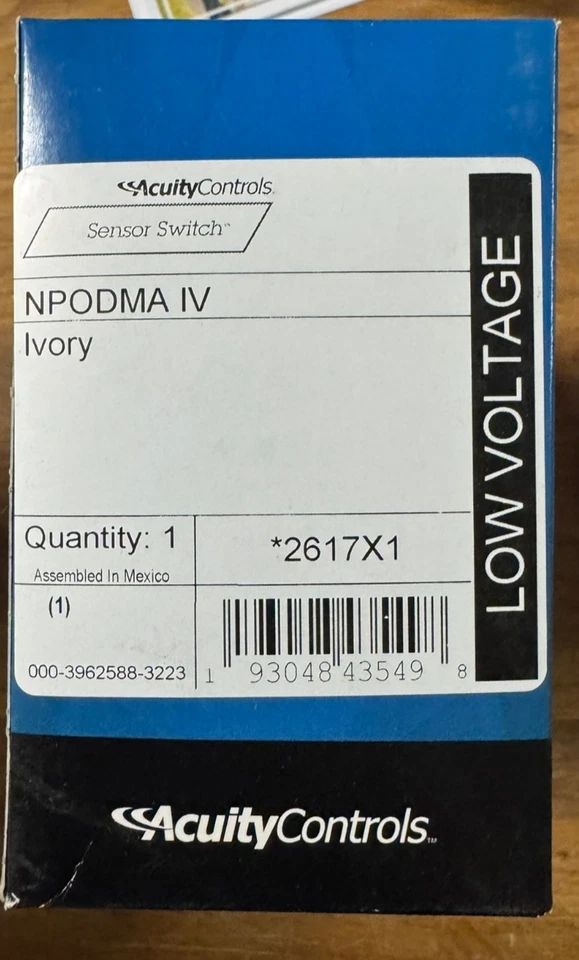 AcuityControls.
Sensor Switch™
NPODMA IV
Ivory
LOW VOLTAGE
Quantity: 1
Assembled In Mexico
*2617X1
(1)
000-3962588-3223
1 93048 43549 8
AcuityControls™